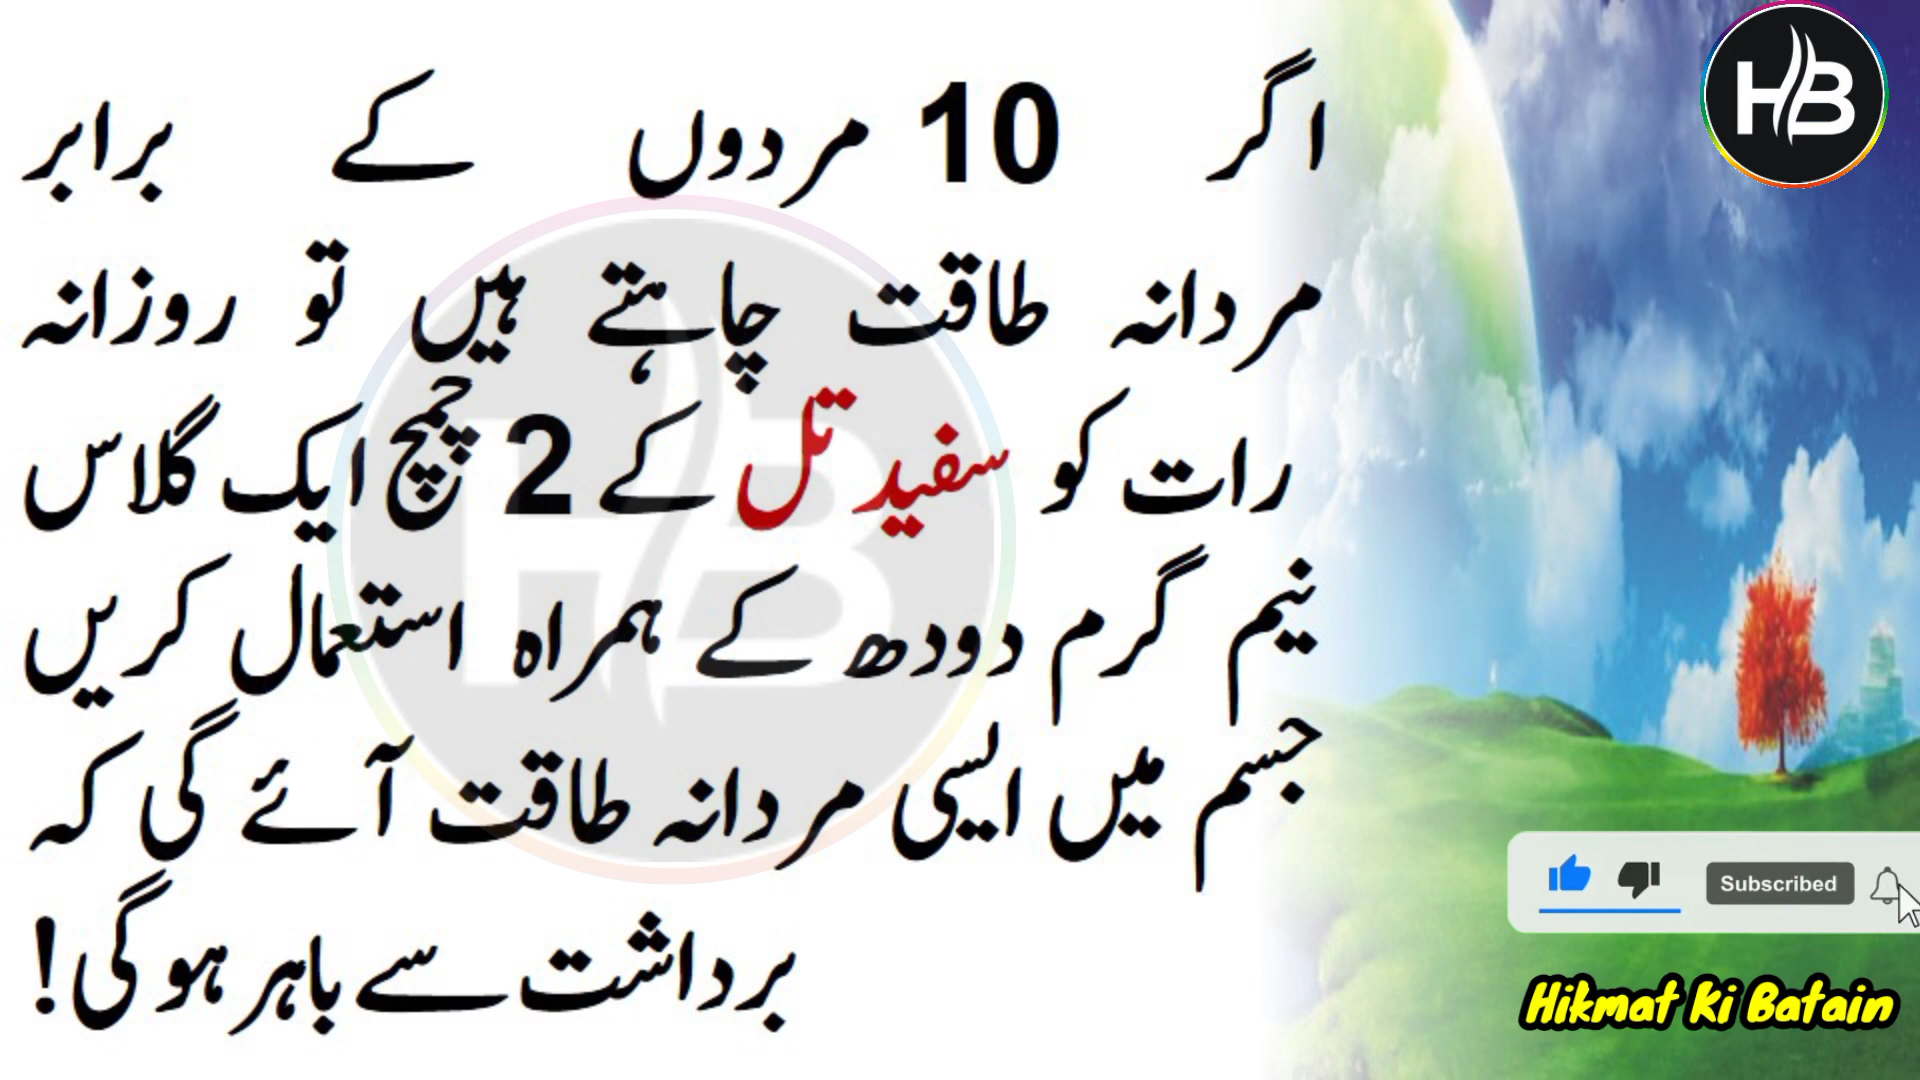 اگر 10 مردوں کے برابر
مردانہ طاقت چاہتے ہیں تو روزانہ
رات کو سفید تل کے 2 چمچ ایک گلاس
نیم گرم دودھ کے ہمراہ استعمال کریں
جسم میں ایسی مردانہ طاقت آئے گی کہ
برداشت سے باہر ہوگی!
HB
HB
Subscribed
Hikmat Ki Batain